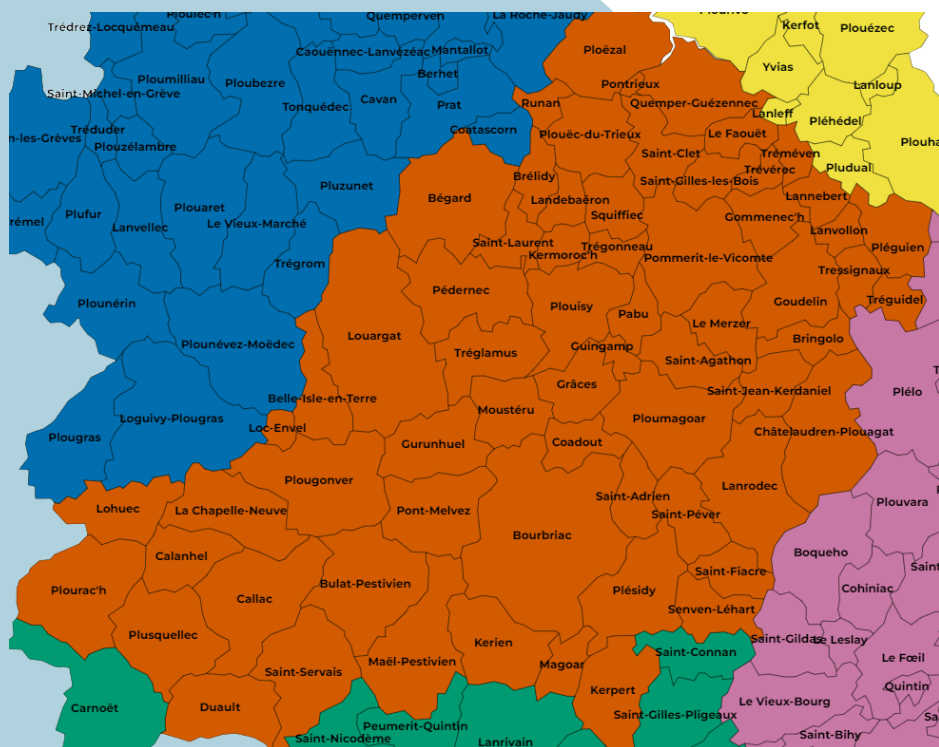 Plouëc'h
Quemperven
La Roche-Jaudy
Kerfot
Plouézec
Trédrez-Locquémeau
Ploëzal
Caouënnec-Lanvézéac
Mantallot
Yvias
Ploumilliau
Ploubezre
Berhet
Pontrieux
Lanloup
Saint-Michel-en-Grève
Tonquédec
Cavan
Prat
Runan
Quemper-Guézennec
Lanleff
Pléhédel
Tréduder
n-les-Grèves
Plouzélambre
Coatascorn
Plouëc-du-Trieux
Le Faouët
Plouha
Saint-Clet
Tréméven
Trévérec
Pludual
Pluzunet
Bégard
Brélidy
Saint-Gilles-les-Bois
Landebaëron
Lannebert
rémel
Plufur
Plouaret
Lanvellec
Le Vieux-Marché
Squiffiec
Gommenec'h
Lanvollon
Saint-Laurent
Trégonneau
Kermoroc'h
Pommerit-le-Vicomte
Pléguien
Trégrom
Tressignaux
Pédernec
Plounérin
Plouisy
Pabu
Goudelin
Tréguidel
Louargat
Le Merzer
Plounévez-Moëdec
Tréglamus
Guingamp
Bringolo
Saint-Agathon
Grâces
Saint-Jean-Kerdaniel
Plélo
Belle-Isle-en-Terre
Moustéru
Loguivy-Plougras
Ploumagoar
Loc-Envel
Plougras
Gurunhuel
Coadout
Châtelaudren-Plouagat
Plougonver
Lanrodec
Saint-Adrien
Plouvara
Lohuec
La Chapelle-Neuve
Pont-Melvez
Saint-Péver
Bourbriac
Boqueho
Calanhel
Saint-Fiacre
Saint
Plourac'h
Bulat-Pestivien
Plésidy
Cohiniac
Callac
Senven-Léhart
Plusquellec
Kerien
Saint-Gildas
Le Leslay
Saint-Connan
Maël-Pestivien
Magoar
Le Fœil
Saint-Servais
Quintin
Kerpert
Le Vieux-Bourg
Carnoët
Duault
Saint-Gilles-Pligeaux
Sa
Peumerit-Quintin
Saint-Nicodème
Lanrivain
Saint-Bihy